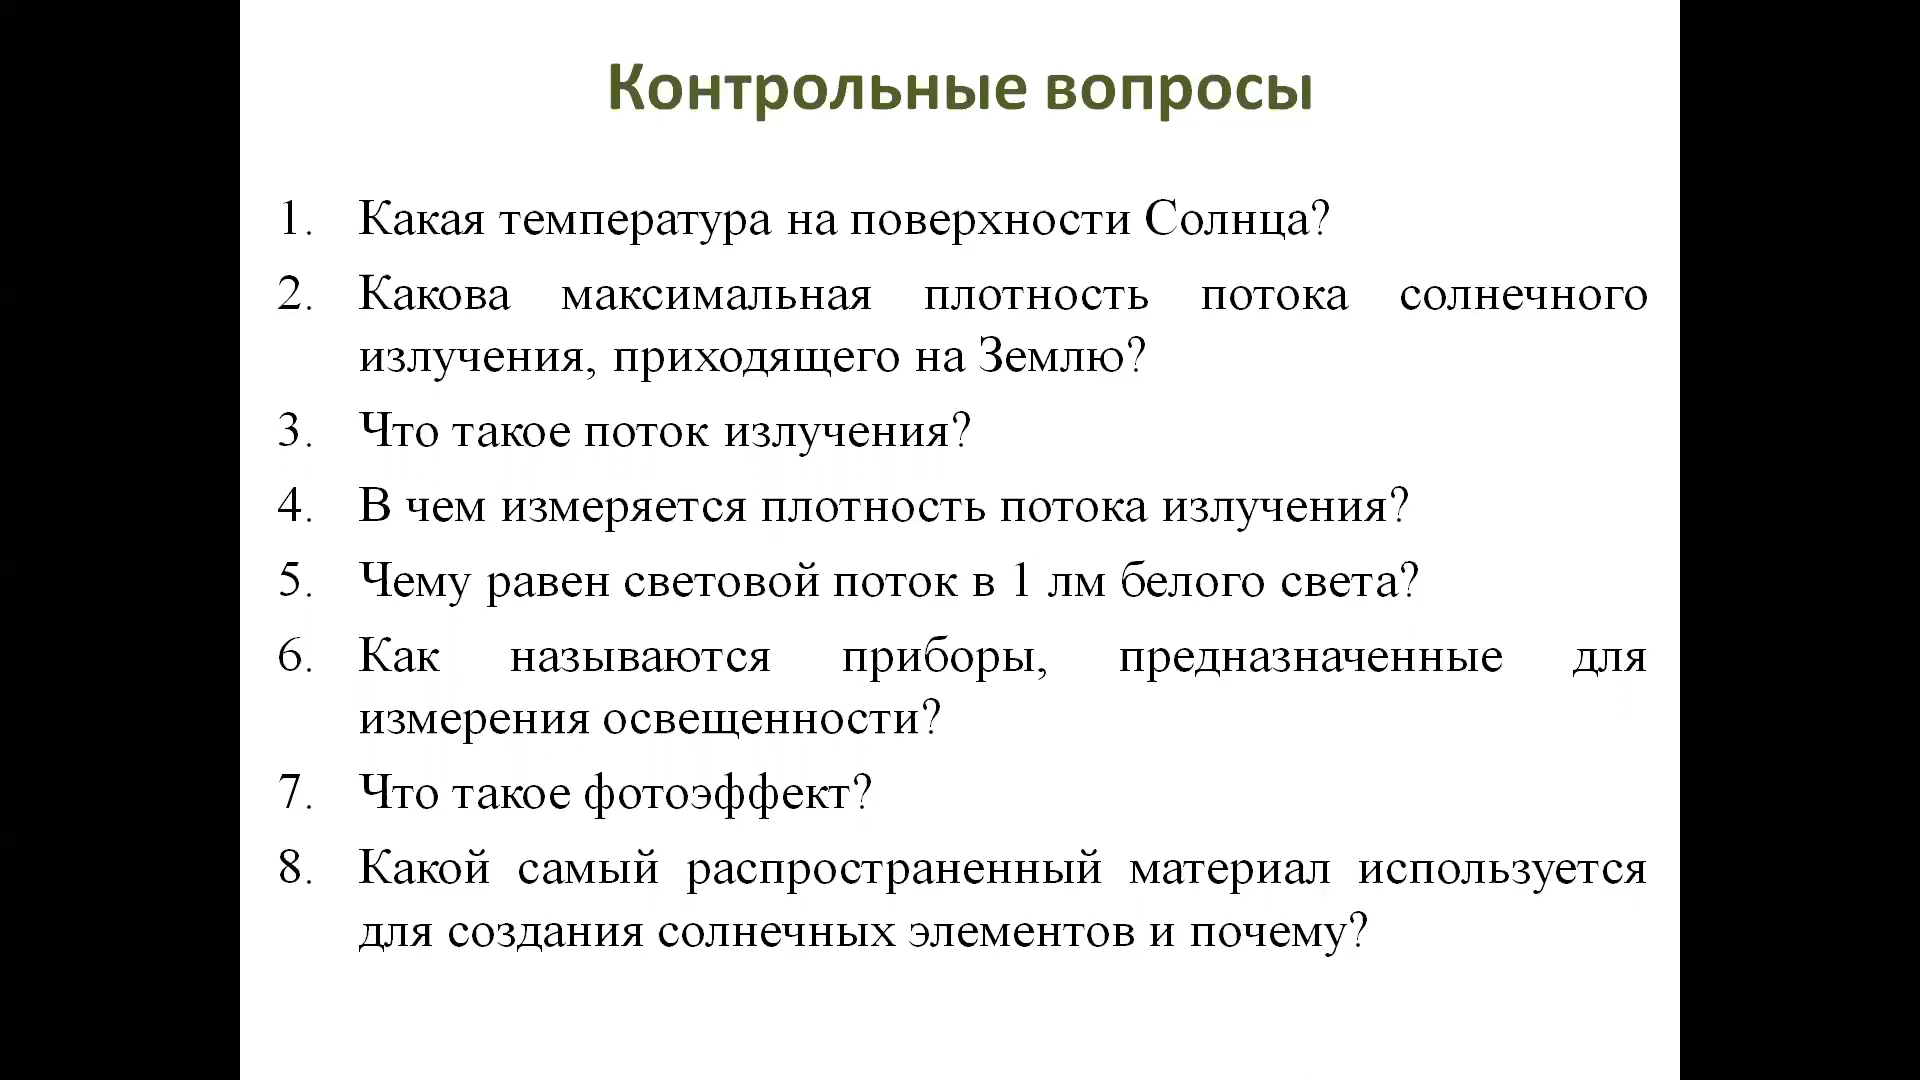 Контрольные вопросы
1. Какая температура на поверхности Солнца?
2. Какова максимальная плотность потока солнечного
излучения, приходящего на Землю?
3. Что такое поток излучения?
4. В чем измеряется плотность потока излучения?
5. Чему равен световой поток в 1 лм белого света?
6. Как называются приборы, предназначенные для
измерения освещенности?
7. Что такое фотоэффект?
8. Какой самый распространенный материал используется
для создания солнечных элементов и почему?